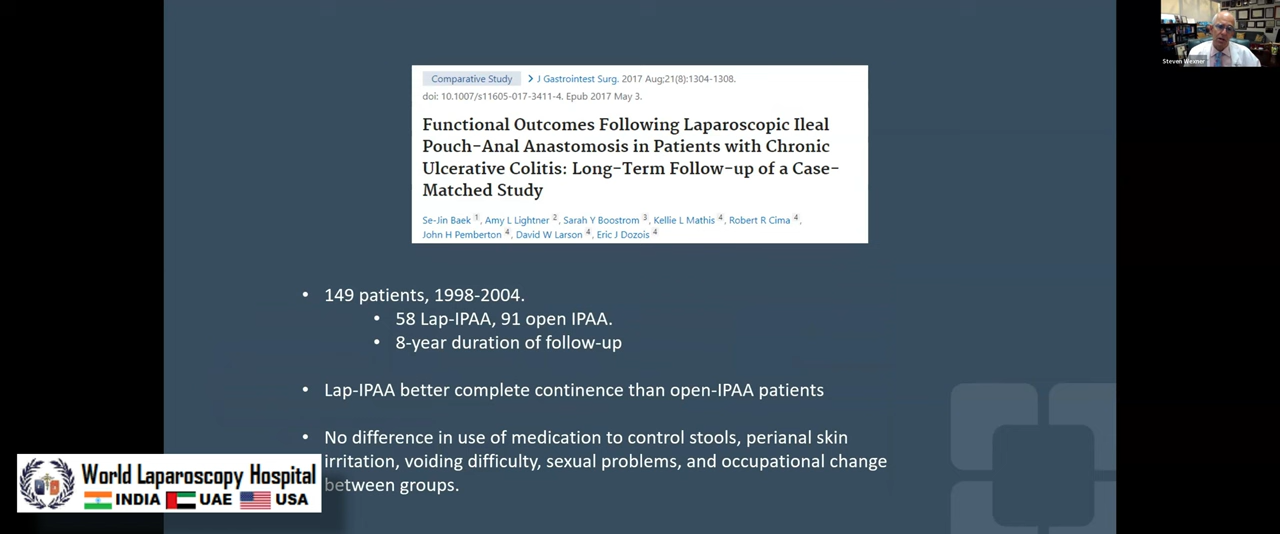 Comparative Study > J Gastrointest Surg. 2017 Aug;21(8):1304-1308.
doi: 10.1007/s11605-017-3411-4. Epub 2017 May 3.
Functional Outcomes Following Laparoscopic Ileal
Pouch-Anal Anastomosis in Patients with Chronic
Ulcerative Colitis: Long-Term Follow-up of a Case-
Matched Study
Se-Jin Baek 1, Amy L Lightner 2, Sarah Y Boostrom 3, Kellie L Mathis 4, Robert R Cima 4,
John H Pemberton 4, David W Larson 4, Eric J Dozois 4
• 149 patients, 1998-2004.
• 58 Lap-IPAA, 91 open IPAA.
• 8-year duration of follow-up
• Lap-IPAA better complete continence than open-IPAA patients
• No difference in use of medication to control stools, perianal skin
irritation, voiding difficulty, sexual problems, and occupational change
between groups.
World Laparoscopy Hospital
INDIA UAE USA
Steven Wexner